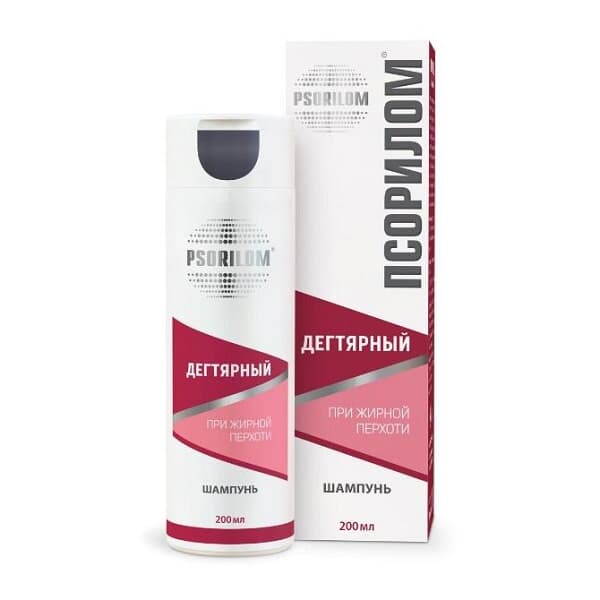 PSORILOM®
ДЕГТЯРНЫЙ
ПРИ ЖИРНОЙ
ПЕРХОТИ
ШАМПУНЬ
200 мл
PSORILOM
ПСОРИЛОМ®
ДЕГТЯРНЫЙ
ПРИ ЖИРНОЙ
ПЕРХОТИ
ШАМПУНЬ
200 мл